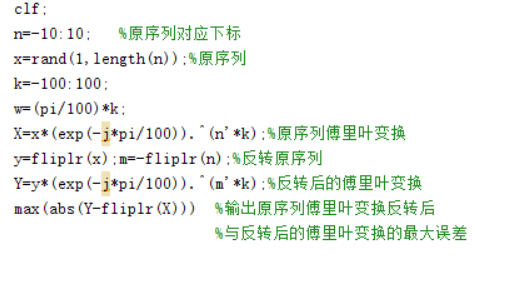 clf;
n=-10:10;   %原序列对应下标
x=rand(1,length(n));%原序列
k=-100:100;
w=(pi/100)*k;
X=x*(exp(-j*pi/100)).^(n'*k);%原序列傅里叶变换
y=fliplr(x);m=-fliplr(n);%反转原序列
Y=y*(exp(-j*pi/100)).^(m'*k);%反转后的傅里叶变换
max(abs(Y-fliplr(X)))  %输出原序列傅里叶变换反转后
%与反转后的傅里叶变换的最大误差